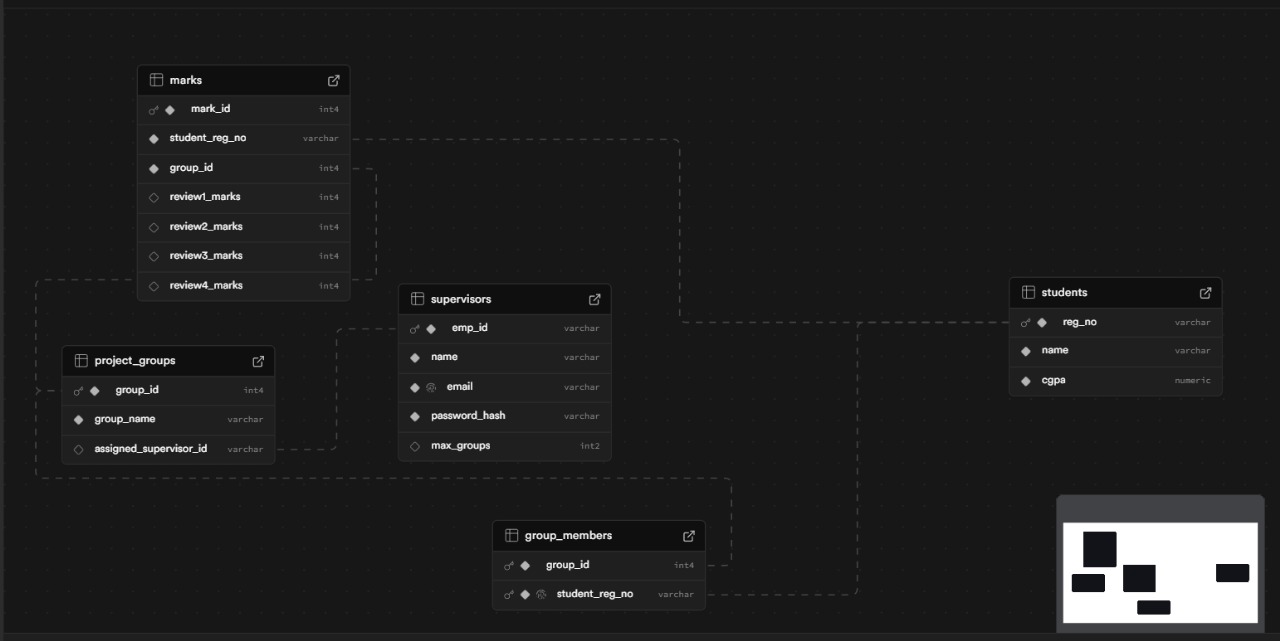 marks
mark_id int4
student_reg_no varchar
group_id int4
review1_marks int4
review2_marks int4
review3_marks int4
review4_marks int4
supervisors
emp_id varchar
name varchar
email varchar
password_hash varchar
max_groups int2
students
reg_no varchar
name varchar
cgpa numeric
project_groups
group_id int4
group_name varchar
assigned_supervisor_id varchar
group_members
group_id int4
student_reg_no varchar